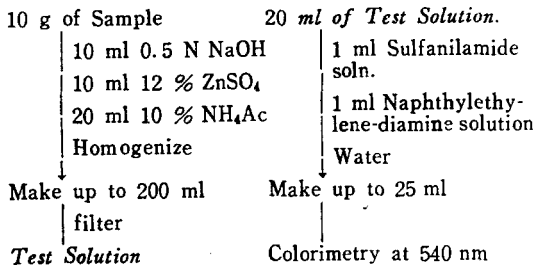 10 g of Sample
10 ml 0.5 N NaOH
10 ml 12 % ZnSO₄
20 ml 10 % NH₄Ac
Homogenize
Make up to 200 ml
filter
Test Solution
20 ml of Test Solution.
1 ml Sulfanilamide
soln.
1 ml Naphthylethy-
lene-diamine solution
Water
Make up to 25 ml
Colorimetry at 540 nm